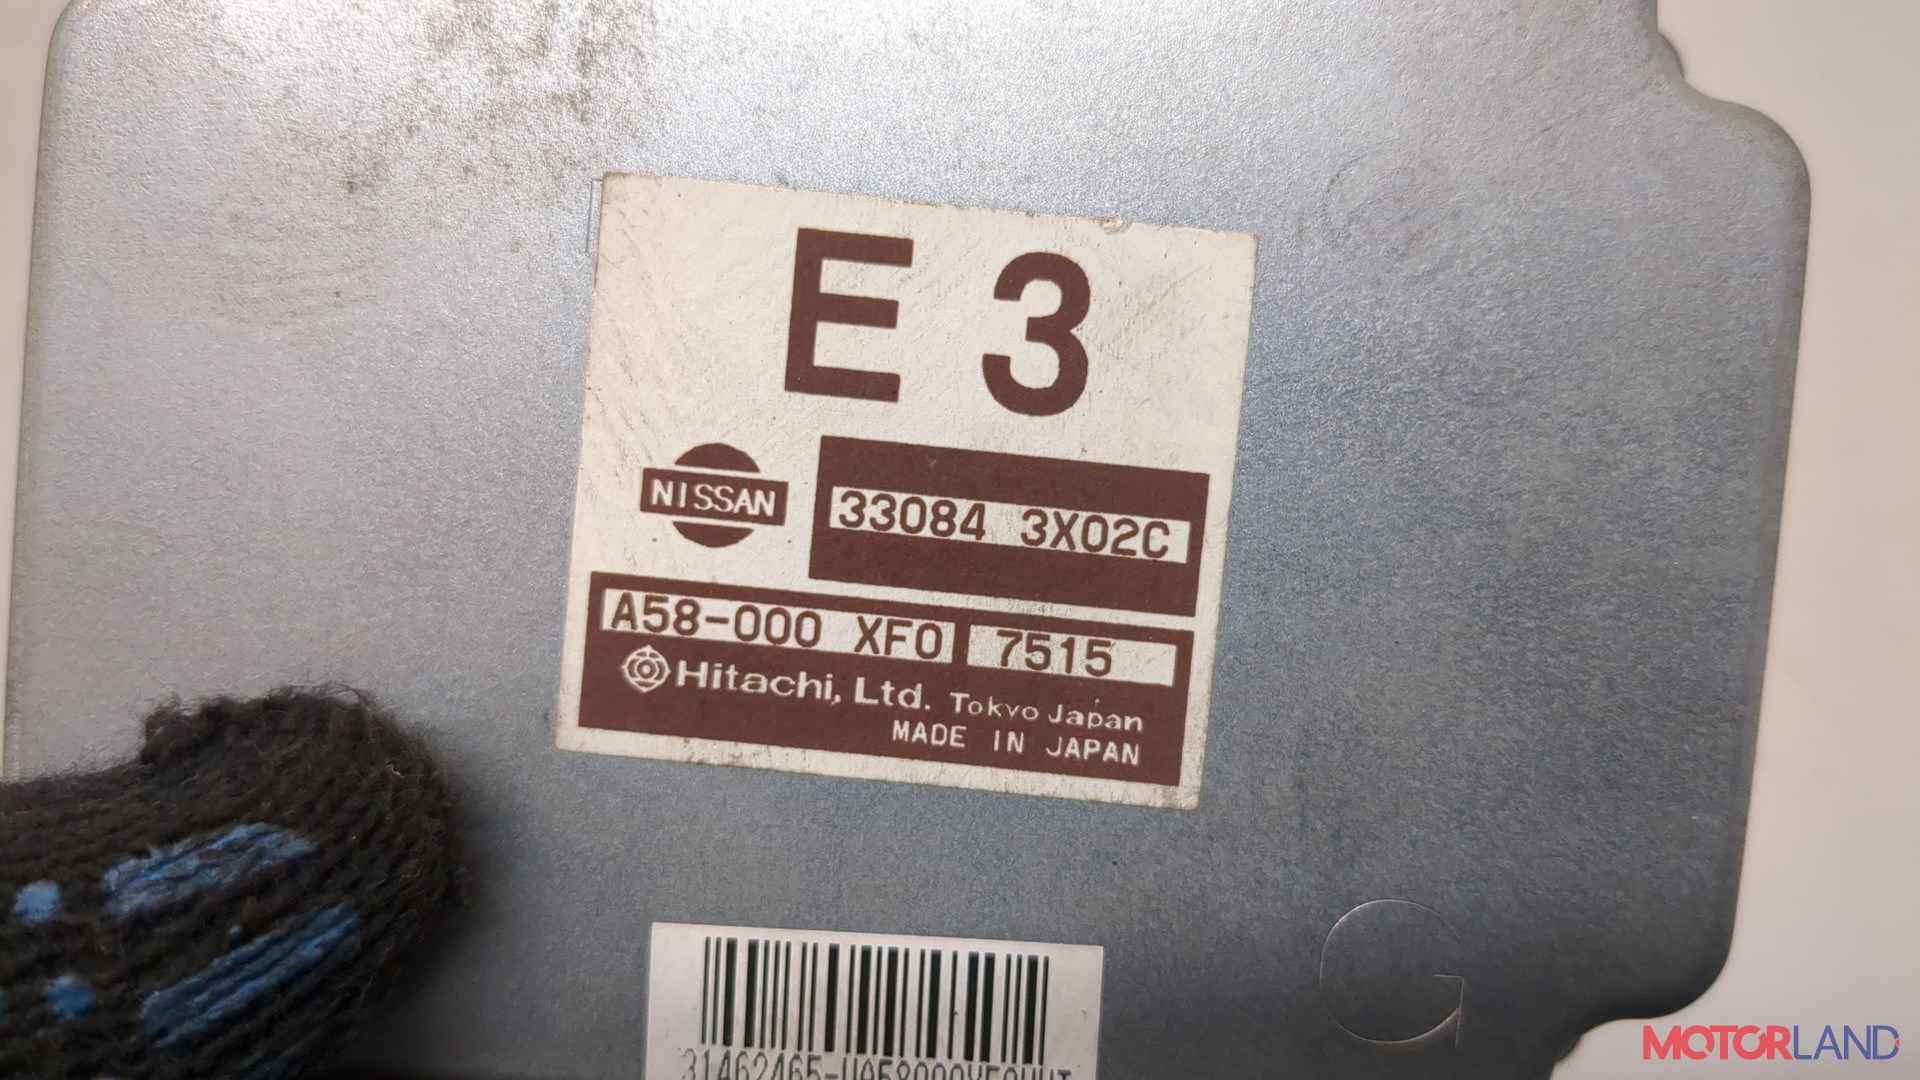 E 3
NISSAN
33084 3X02C
A58-000 XF0 7515
Hitachi, Ltd. Tokyo Japan
MADE IN JAPAN
G
MOTORLAND